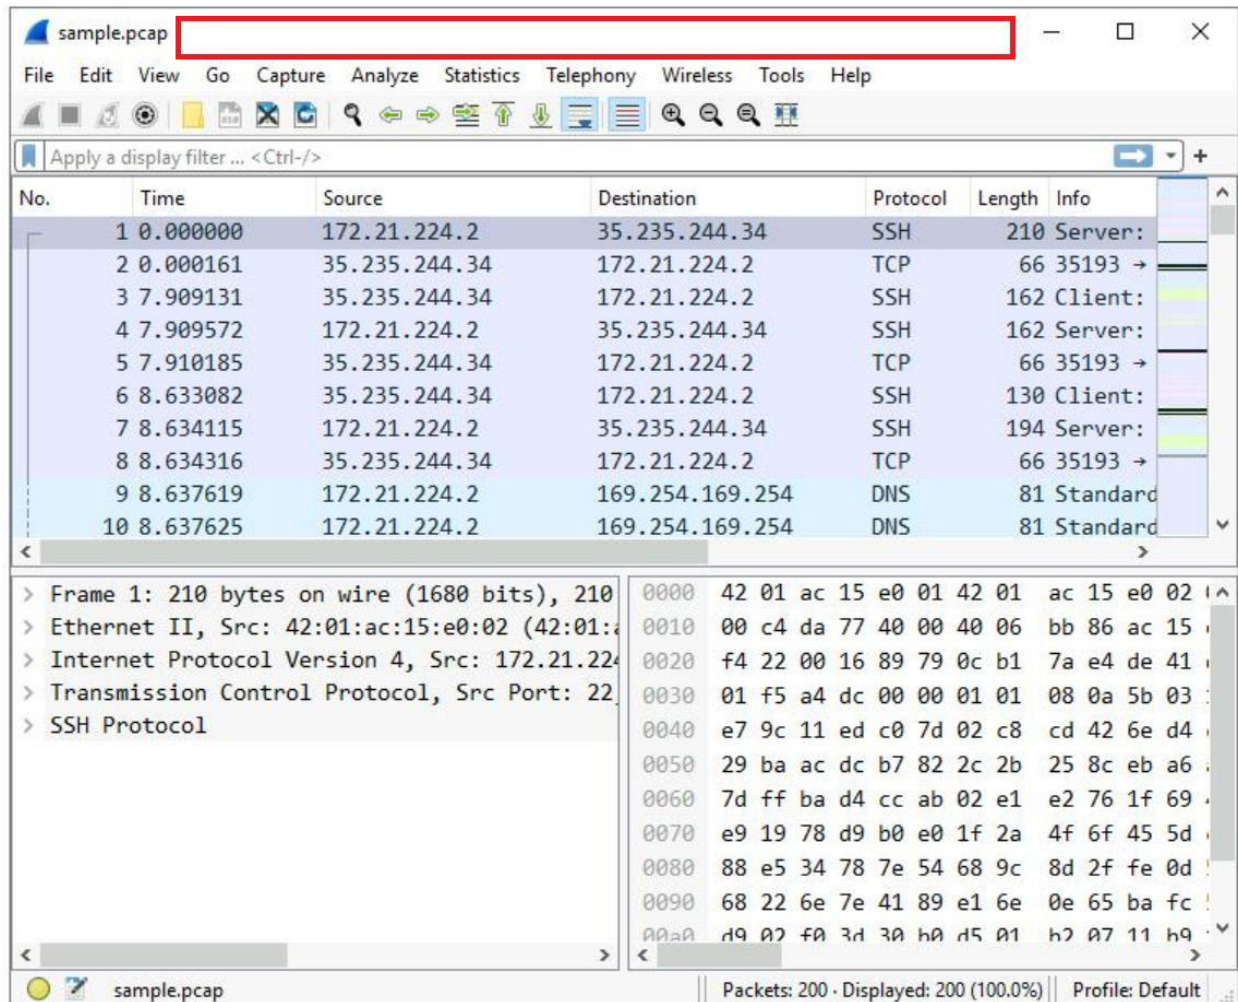 sample.pcap
File Edit View Go Capture Analyze Statistics Telephony Wireless Tools Help
Apply a display filter ... <Ctrl-/>
No. Time Source Destination Protocol Length Info
1 0.000000 172.21.224.2 35.235.244.34 SSH 210 Server:
2 0.000161 35.235.244.34 172.21.224.2 TCP 66 35193 →
3 7.909131 35.235.244.34 172.21.224.2 SSH 162 Client:
4 7.909572 172.21.224.2 35.235.244.34 SSH 162 Server:
5 7.910185 35.235.244.34 172.21.224.2 TCP 66 35193 →
6 8.633082 35.235.244.34 172.21.224.2 SSH 130 Client:
7 8.634115 172.21.224.2 35.235.244.34 SSH 194 Server:
8 8.634316 35.235.244.34 172.21.224.2 TCP 66 35193 →
9 8.637619 172.21.224.2 169.254.169.254 DNS 81 Standard
10 8.637625 172.21.224.2 169.254.169.254 DNS 81 Standard
> Frame 1: 210 bytes on wire (1680 bits), 210
> Ethernet II, Src: 42:01:ac:15:e0:02 (42:01:
> Internet Protocol Version 4, Src: 172.21.224
> Transmission Control Protocol, Src Port: 22
> SSH Protocol
0000 42 01 ac 15 e0 01 42 01 ac 15 e0 02
0010 00 c4 da 77 40 00 40 06 bb 86 ac 15
0020 f4 22 00 16 89 79 0c b1 7a e4 de 41
0030 01 f5 a4 dc 00 00 01 01 08 0a 5b 03
0040 e7 9c 11 ed c0 7d 02 c8 cd 42 6e d4
0050 29 ba ac dc b7 82 2c 2b 25 8c eb a6
0060 7d ff ba d4 cc ab 02 e1 e2 76 1f 69
0070 e9 19 78 d9 b0 e0 1f 2a 4f 6f 45 5d
0080 88 e5 34 78 7e 54 68 9c 8d 2f fe 0d
0090 68 22 6e 7e 41 89 e1 6e 0e 65 ba fc
00a0 d9 02 f0 3d 30 b0 d5 01 b2 07 11 b9
sample.pcap Packets: 200 · Displayed: 200 (100.0%) Profile: Default